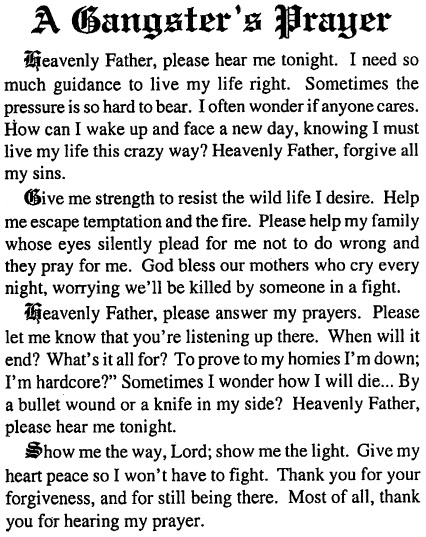 A Gangster's Prayer
Heavenly Father, please hear me tonight. I need so
much guidance to live my life right. Sometimes the
pressure is so hard to bear. I often wonder if anyone cares.
How can I wake up and face a new day, knowing I must
live my life this crazy way? Heavenly Father, forgive all
my sins.
Give me strength to resist the wild life I desire. Help
me escape temptation and the fire. Please help my family
whose eyes silently plead for me not to do wrong and
they pray for me. God bless our mothers who cry every
night, worrying we'll be killed by someone in a fight.
Heavenly Father, please answer my prayers. Please
let me know that you're listening up there. When will it
end? What's it all for? To prove to my homies I'm down;
I'm hardcore?" Sometimes I wonder how I will die... By
a bullet wound or a knife in my side? Heavenly Father,
please hear me tonight.
Show me the way, Lord; show me the light. Give my
heart peace so I won't have to fight. Thank you for your
forgiveness, and for still being there. Most of all, thank
you for hearing my prayer.